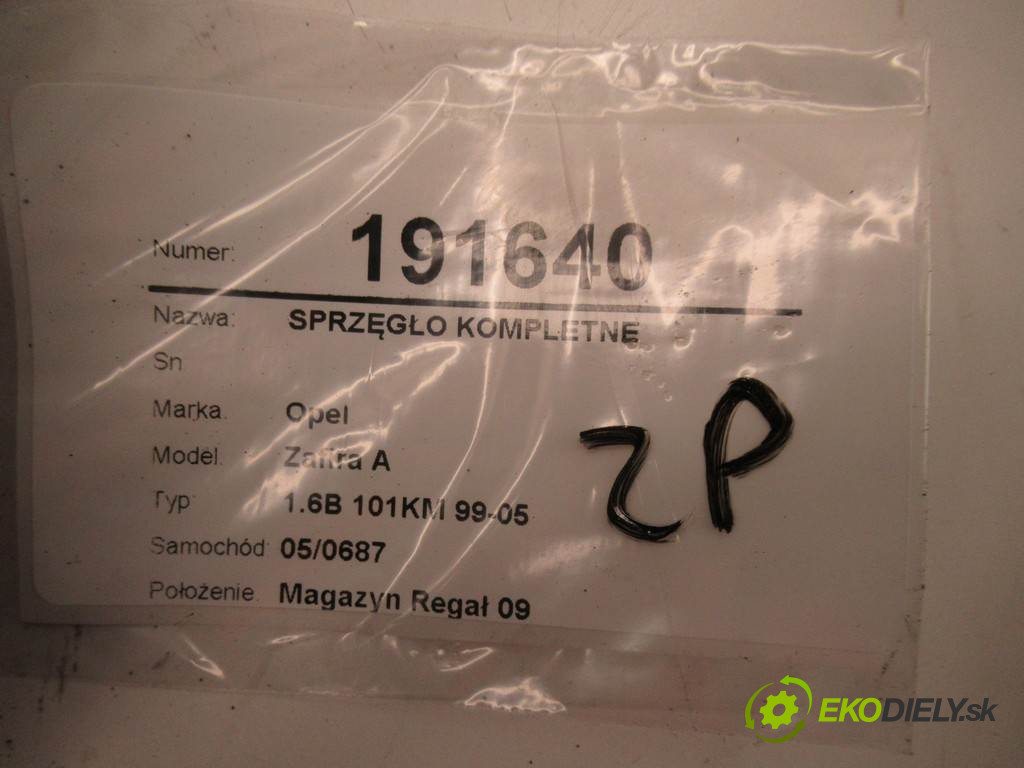 Numer: 191640
Nazwa: SPRZĘGŁO KOMPLETNE
Sn
Marka. Opel
Model. Zafira A
Typ 1.6B 101KM 99-05
Samochód 05/0687
Położenie. Magazyn Regał 09
ZP
EKODIELY.sk